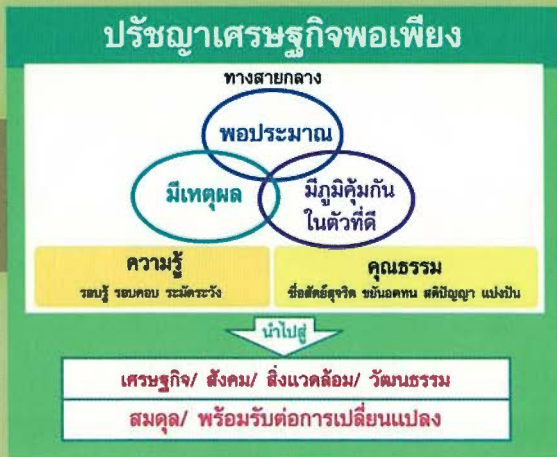 ปรัชญาเศรษฐกิจพอเพียง
ทางสายกลาง
พอประมาณ
มีเหตุผล
มีภูมิคุ้มกัน
ในตัวที่ดี
ความรู้
รอบรู้ รอบคอบ ระมัดระวัง
คุณธรรม
ซื่อสัตย์สุจริต ขยันอดทน สติปัญญา แบ่งปัน
นำไปสู่
เศรษฐกิจ/ สังคม/ สิ่งแวดล้อม/ วัฒนธรรม
สมดุล/ พร้อมรับต่อการเปลี่ยนแปลง